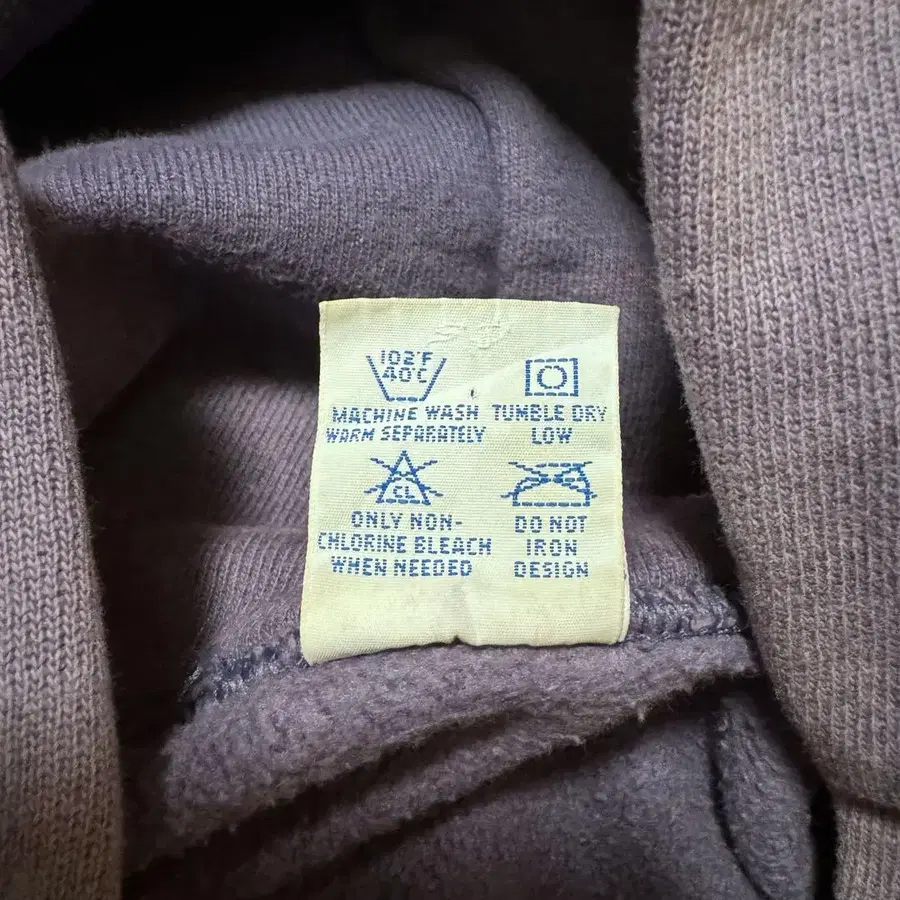 102°F
40°C
MACHINE WASH
WARM SEPARATELY
TUMBLE DRY
LOW
CL
ONLY NON-
CHLORINE BLEACH
WHEN NEEDED
DO NOT
IRON
DESIGN